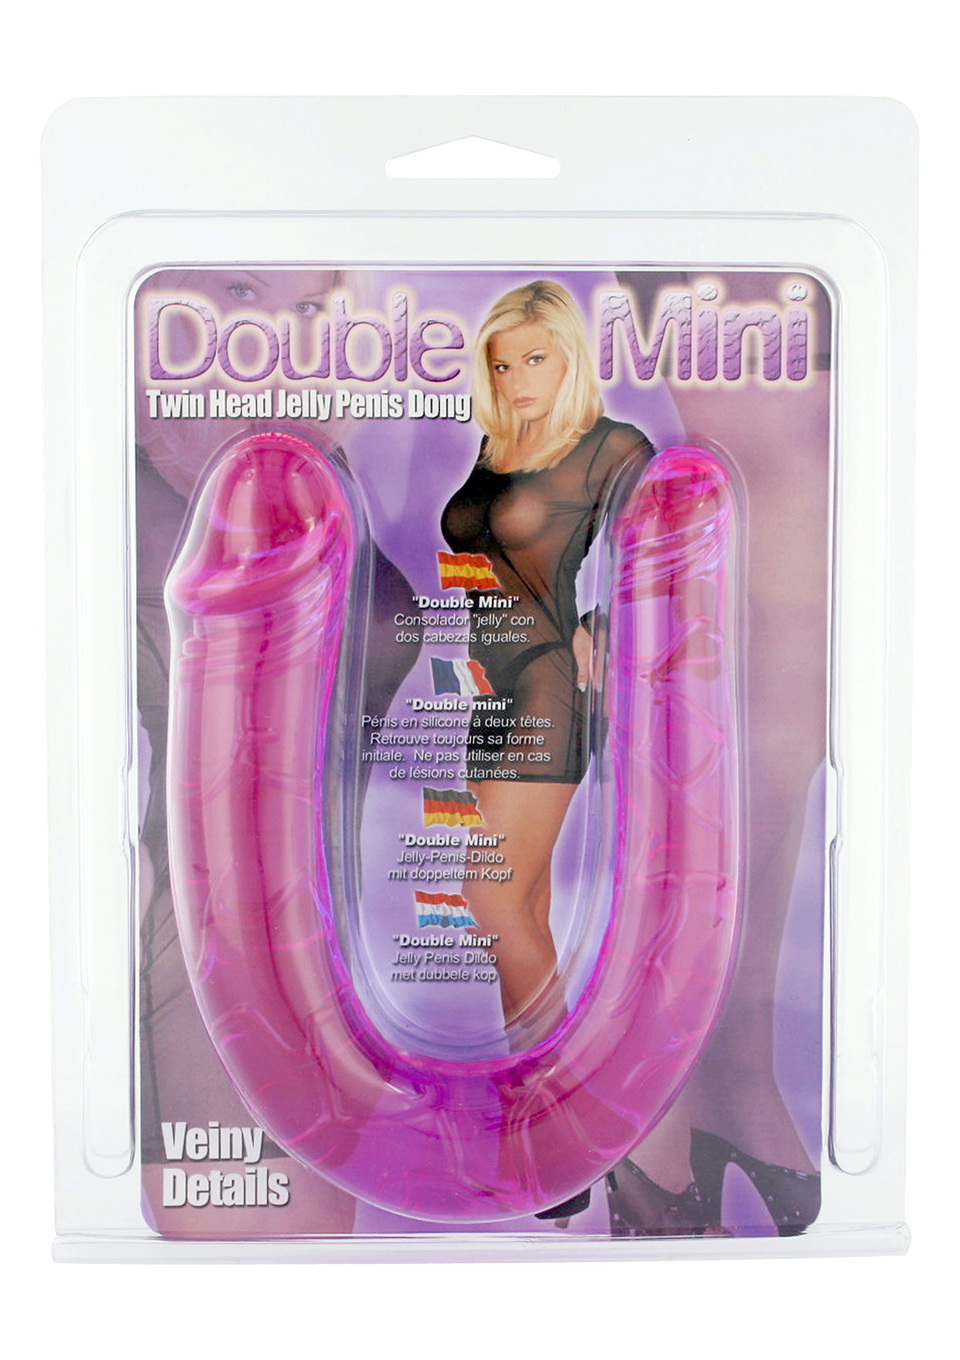 Double Mini
Twin Head Jelly Penis Dong
"Double Mini"
Consolador "jelly" con
dos cabezas iguales.
"Double mini"
Pénis en silicone à deux têtes.
Retrouve toujours sa forme
initiale. Ne pas utiliser en cas
de lésions cutanées.
"Double Mini"
Jelly-Penis-Dildo
mit doppeltem Kopf
"Double Mini"
Jelly Penis Dildo
met dubbele kop
Veiny
Details